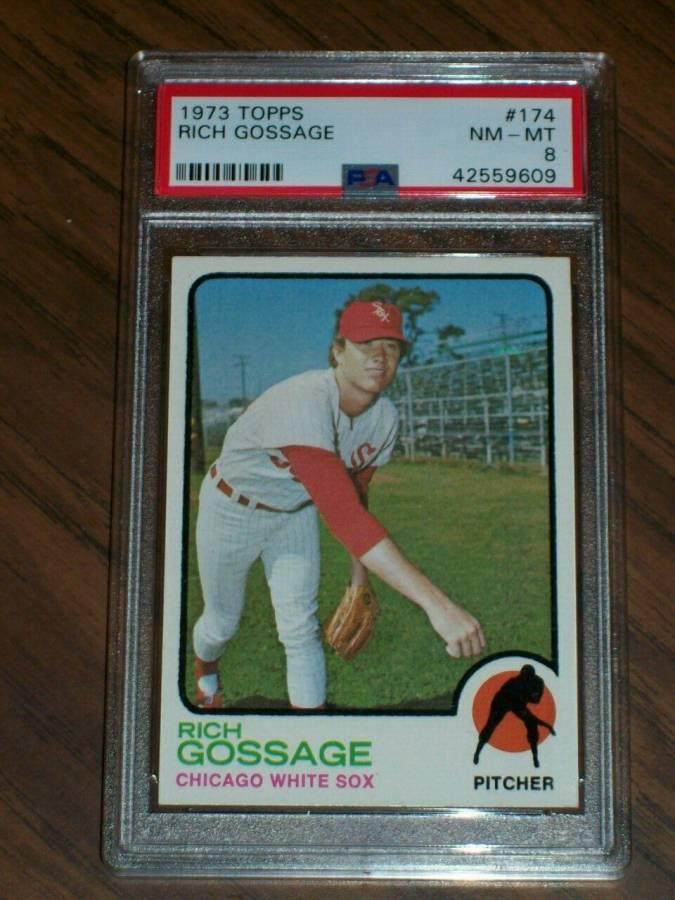 1973 TOPPS #174
RICH GOSSAGE NM - MT
8
PSA 42559609
SOX
S
RICH
GOSSAGE
CHICAGO WHITE SOX
PITCHER